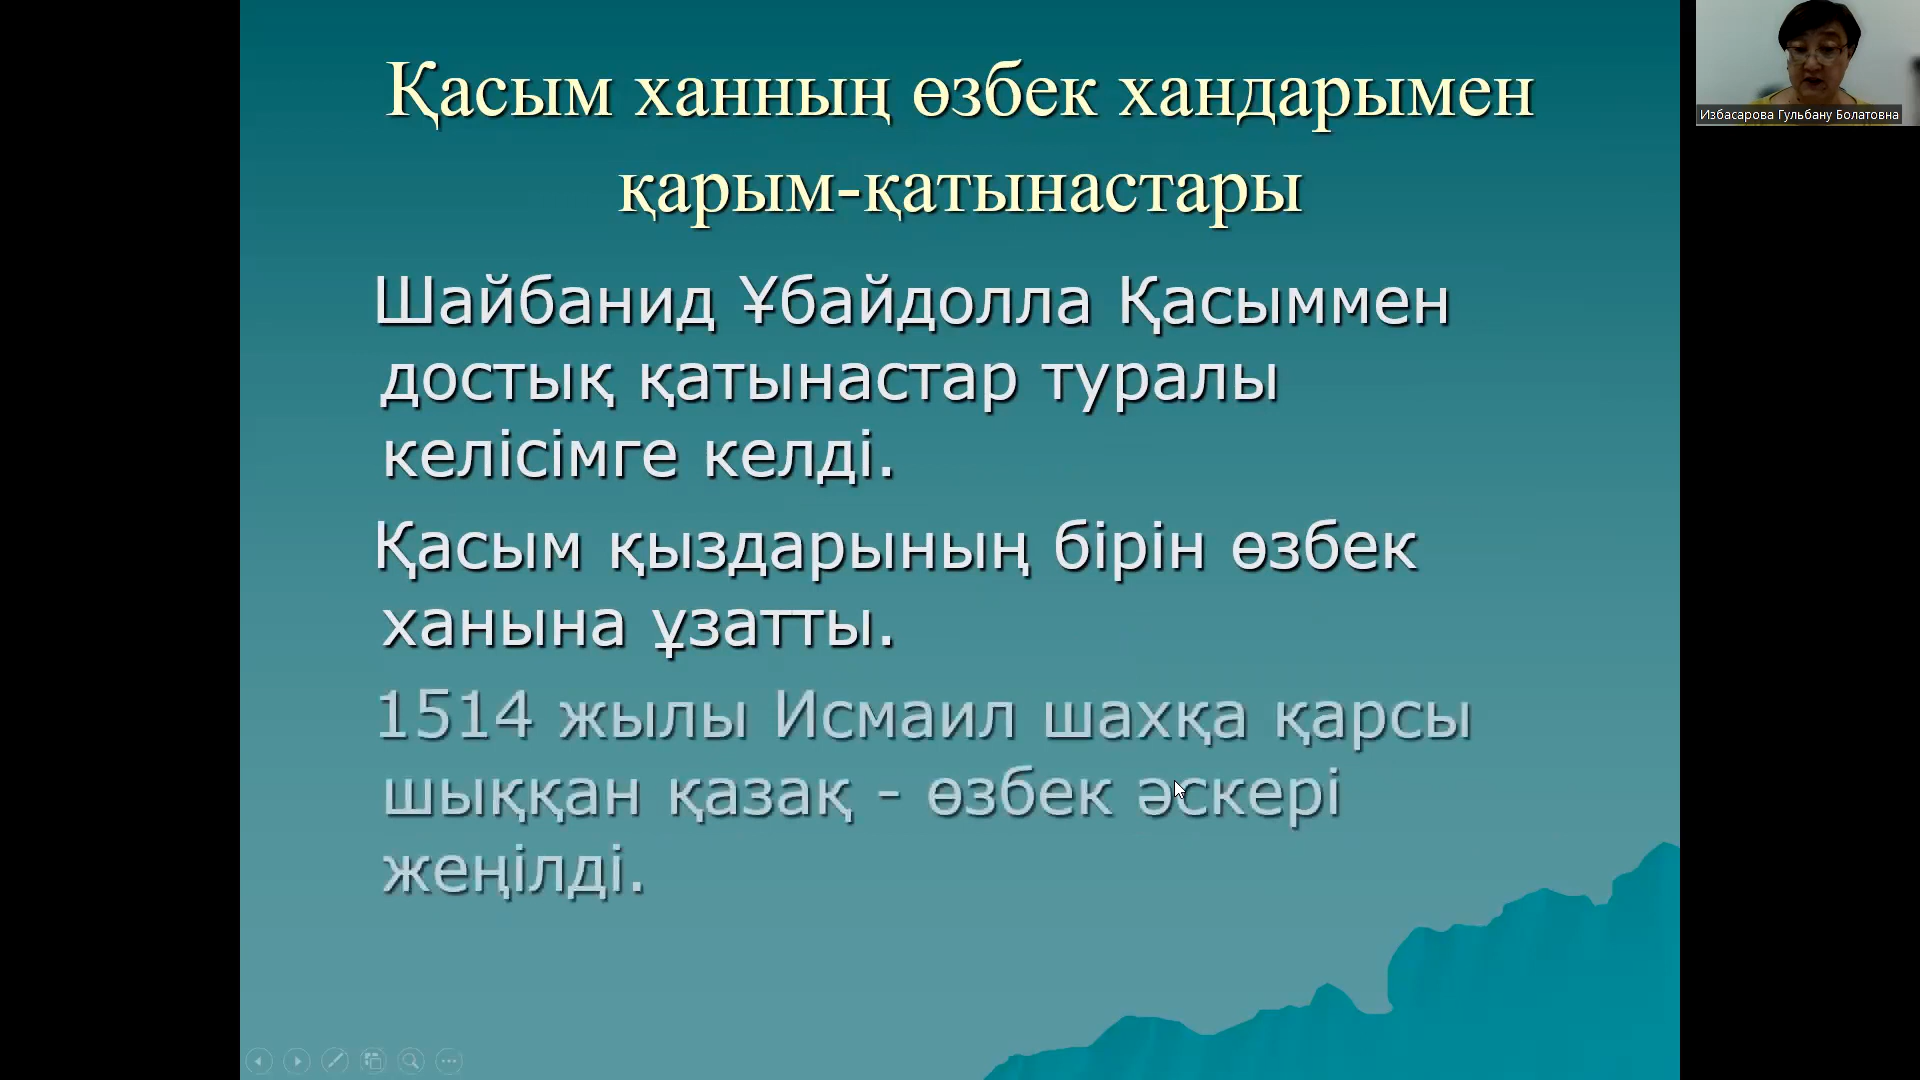 Қасым ханның өзбек хандарымен
қарым-қатынастары
Шайбанид Ұбайдолла Қасыммен
достық қатынастар туралы
келісімге келді.
Қасым қыздарының бірін өзбек
ханына ұзатты.
1514 жылы Исмаил шахқа қарсы
шыққан қазақ - өзбек әскері
жеңілді.
Избасарова Гульбану Болатовна